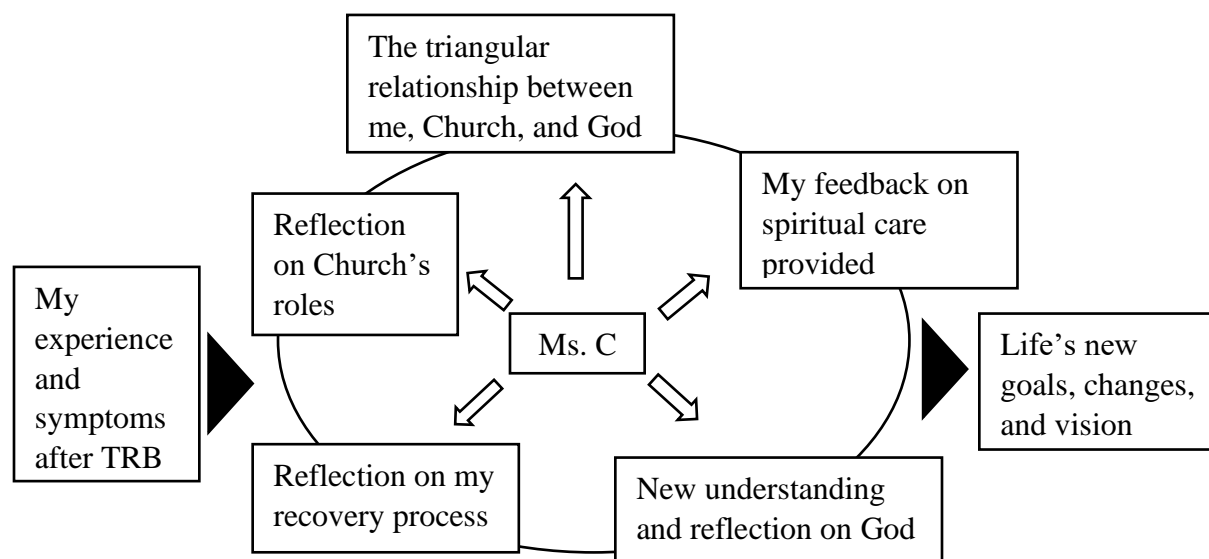 The triangular
relationship between
me, Church, and God
My feedback on
spiritual care
provided
Reflection
on Church’s
roles
My
experience
and
symptoms
after TRB
Ms. C
Life’s new
goals, changes,
and vision
Reflection on my
recovery process
New understanding
and reflection on God